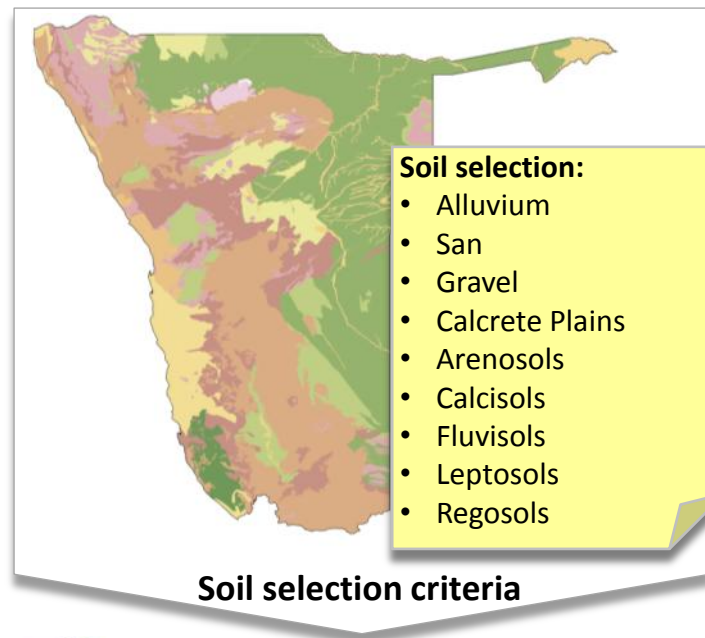 Soil selection:
• Alluvium
• San
• Gravel
• Calcrete Plains
• Arenosols
• Calcisols
• Fluvisols
• Leptosols
• Regosols
Soil selection criteria